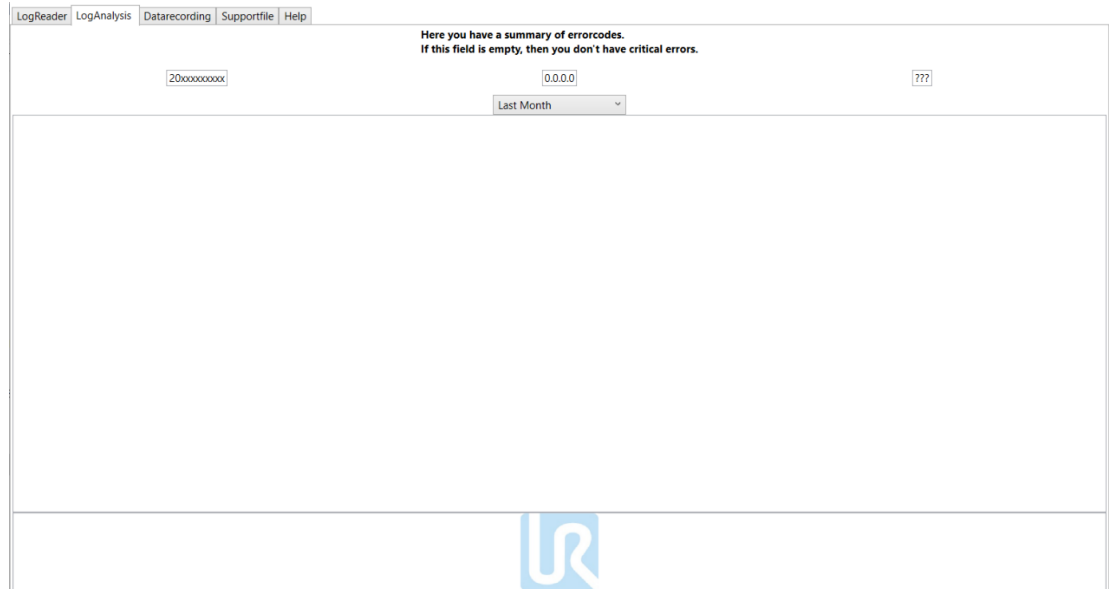 LogReader LogAnalysis Datarecording Supportfile Help
Here you have a summary of errorcodes.
If this field is empty, then you don't have critical errors.
20xxxxxxxxx 0.0.0.0 ???
Last Month
UR